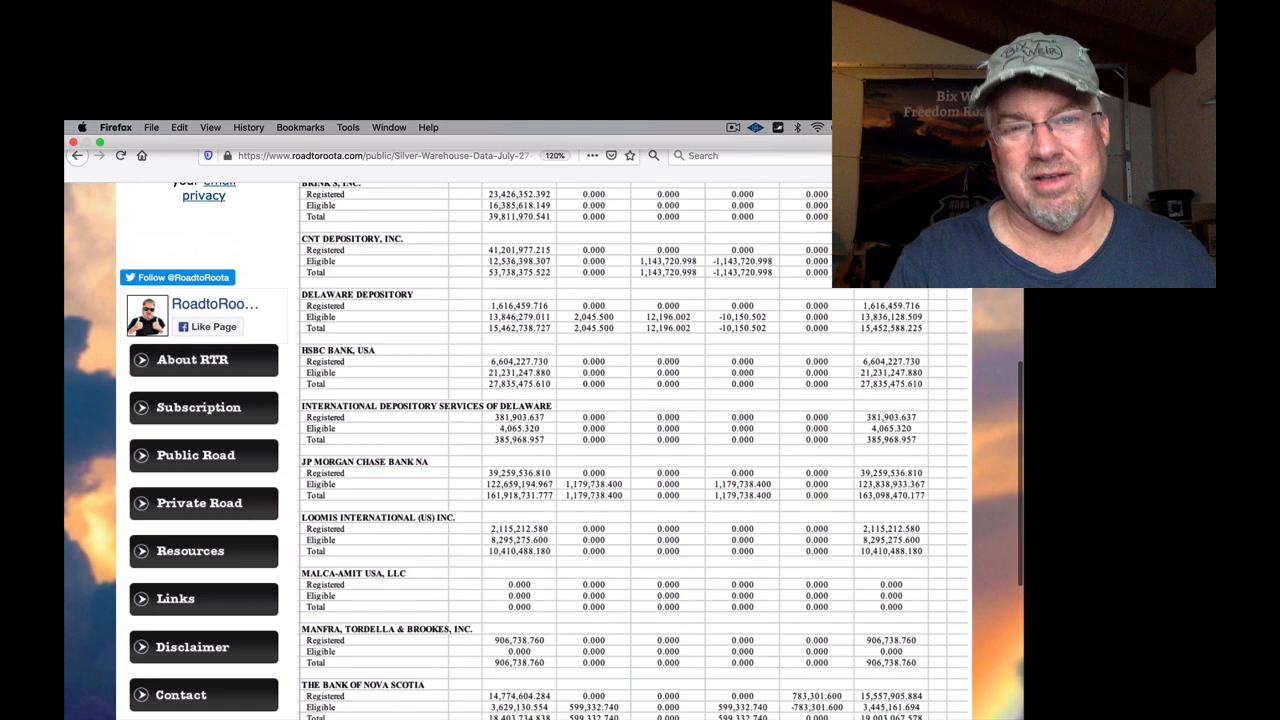 BIX WEIR
Bix W
Freedom Ro
Firefox File Edit View History Bookmarks Tools Window Help
https://www.roadtoroota.com/public/Silver-Warehouse-Data-July-27 120% Search
your email
privacy
Follow @RoadtoRoota
RoadtoRoo...
Like Page
About RTR
Subscription
Public Road
Private Road
Resources
Links
Disclaimer
Contact
BRINK'S, INC.
Registered 23,426,352.392 0.000 0.000 0.000 0.000
Eligible 16,385,618.149 0.000 0.000 0.000 0.000
Total 39,811,970.541 0.000 0.000 0.000 0.000
CNT DEPOSITORY, INC.
Registered 41,201,977.215 0.000 0.000 0.000 0.000
Eligible 12,536,398.307 0.000 1,143,720.998 -1,143,720.998 0.000
Total 53,738,375.522 0.000 1,143,720.998 -1,143,720.998 0.000
DELAWARE DEPOSITORY
Registered 1,616,459.716 0.000 0.000 0.000 0.000 1,616,459.716
Eligible 13,846,279.011 2,045.500 12,196.002 -10,150.502 0.000 13,836,128.509
Total 15,462,738.727 2,045.500 12,196.002 -10,150.502 0.000 15,452,588.225
HSBC BANK, USA
Registered 6,604,227.730 0.000 0.000 0.000 0.000 6,604,227.730
Eligible 21,231,247.880 0.000 0.000 0.000 0.000 21,231,247.880
Total 27,835,475.610 0.000 0.000 0.000 0.000 27,835,475.610
INTERNATIONAL DEPOSITORY SERVICES OF DELAWARE
Registered 381,903.637 0.000 0.000 0.000 0.000 381,903.637
Eligible 4,065.320 0.000 0.000 0.000 0.000 4,065.320
Total 385,968.957 0.000 0.000 0.000 0.000 385,968.957
JP MORGAN CHASE BANK NA
Registered 39,259,536.810 0.000 0.000 0.000 0.000 39,259,536.810
Eligible 122,659,194.967 1,179,738.400 0.000 1,179,738.400 0.000 123,838,933.367
Total 161,918,731.777 1,179,738.400 0.000 1,179,738.400 0.000 163,098,470.177
LOOMIS INTERNATIONAL (US) INC.
Registered 2,115,212.580 0.000 0.000 0.000 0.000 2,115,212.580
Eligible 8,295,275.600 0.000 0.000 0.000 0.000 8,295,275.600
Total 10,410,488.180 0.000 0.000 0.000 0.000 10,410,488.180
MALCA-AMIT USA, LLC
Registered 0.000 0.000 0.000 0.000 0.000 0.000
Eligible 0.000 0.000 0.000 0.000 0.000 0.000
Total 0.000 0.000 0.000 0.000 0.000 0.000
MANFRA, TORDELLA & BROOKES, INC.
Registered 906,738.760 0.000 0.000 0.000 0.000 906,738.760
Eligible 0.000 0.000 0.000 0.000 0.000 0.000
Total 906,738.760 0.000 0.000 0.000 0.000 906,738.760
THE BANK OF NOVA SCOTIA
Registered 14,774,604.284 0.000 0.000 0.000 783,301.600 15,557,905.884
Eligible 3,629,130.554 599,332.740 0.000 599,332.740 -783,301.600 3,445,161.694
Total 18,403,734.838 599,332.740 0.000 599,332.740 0.000 19,003,067.578